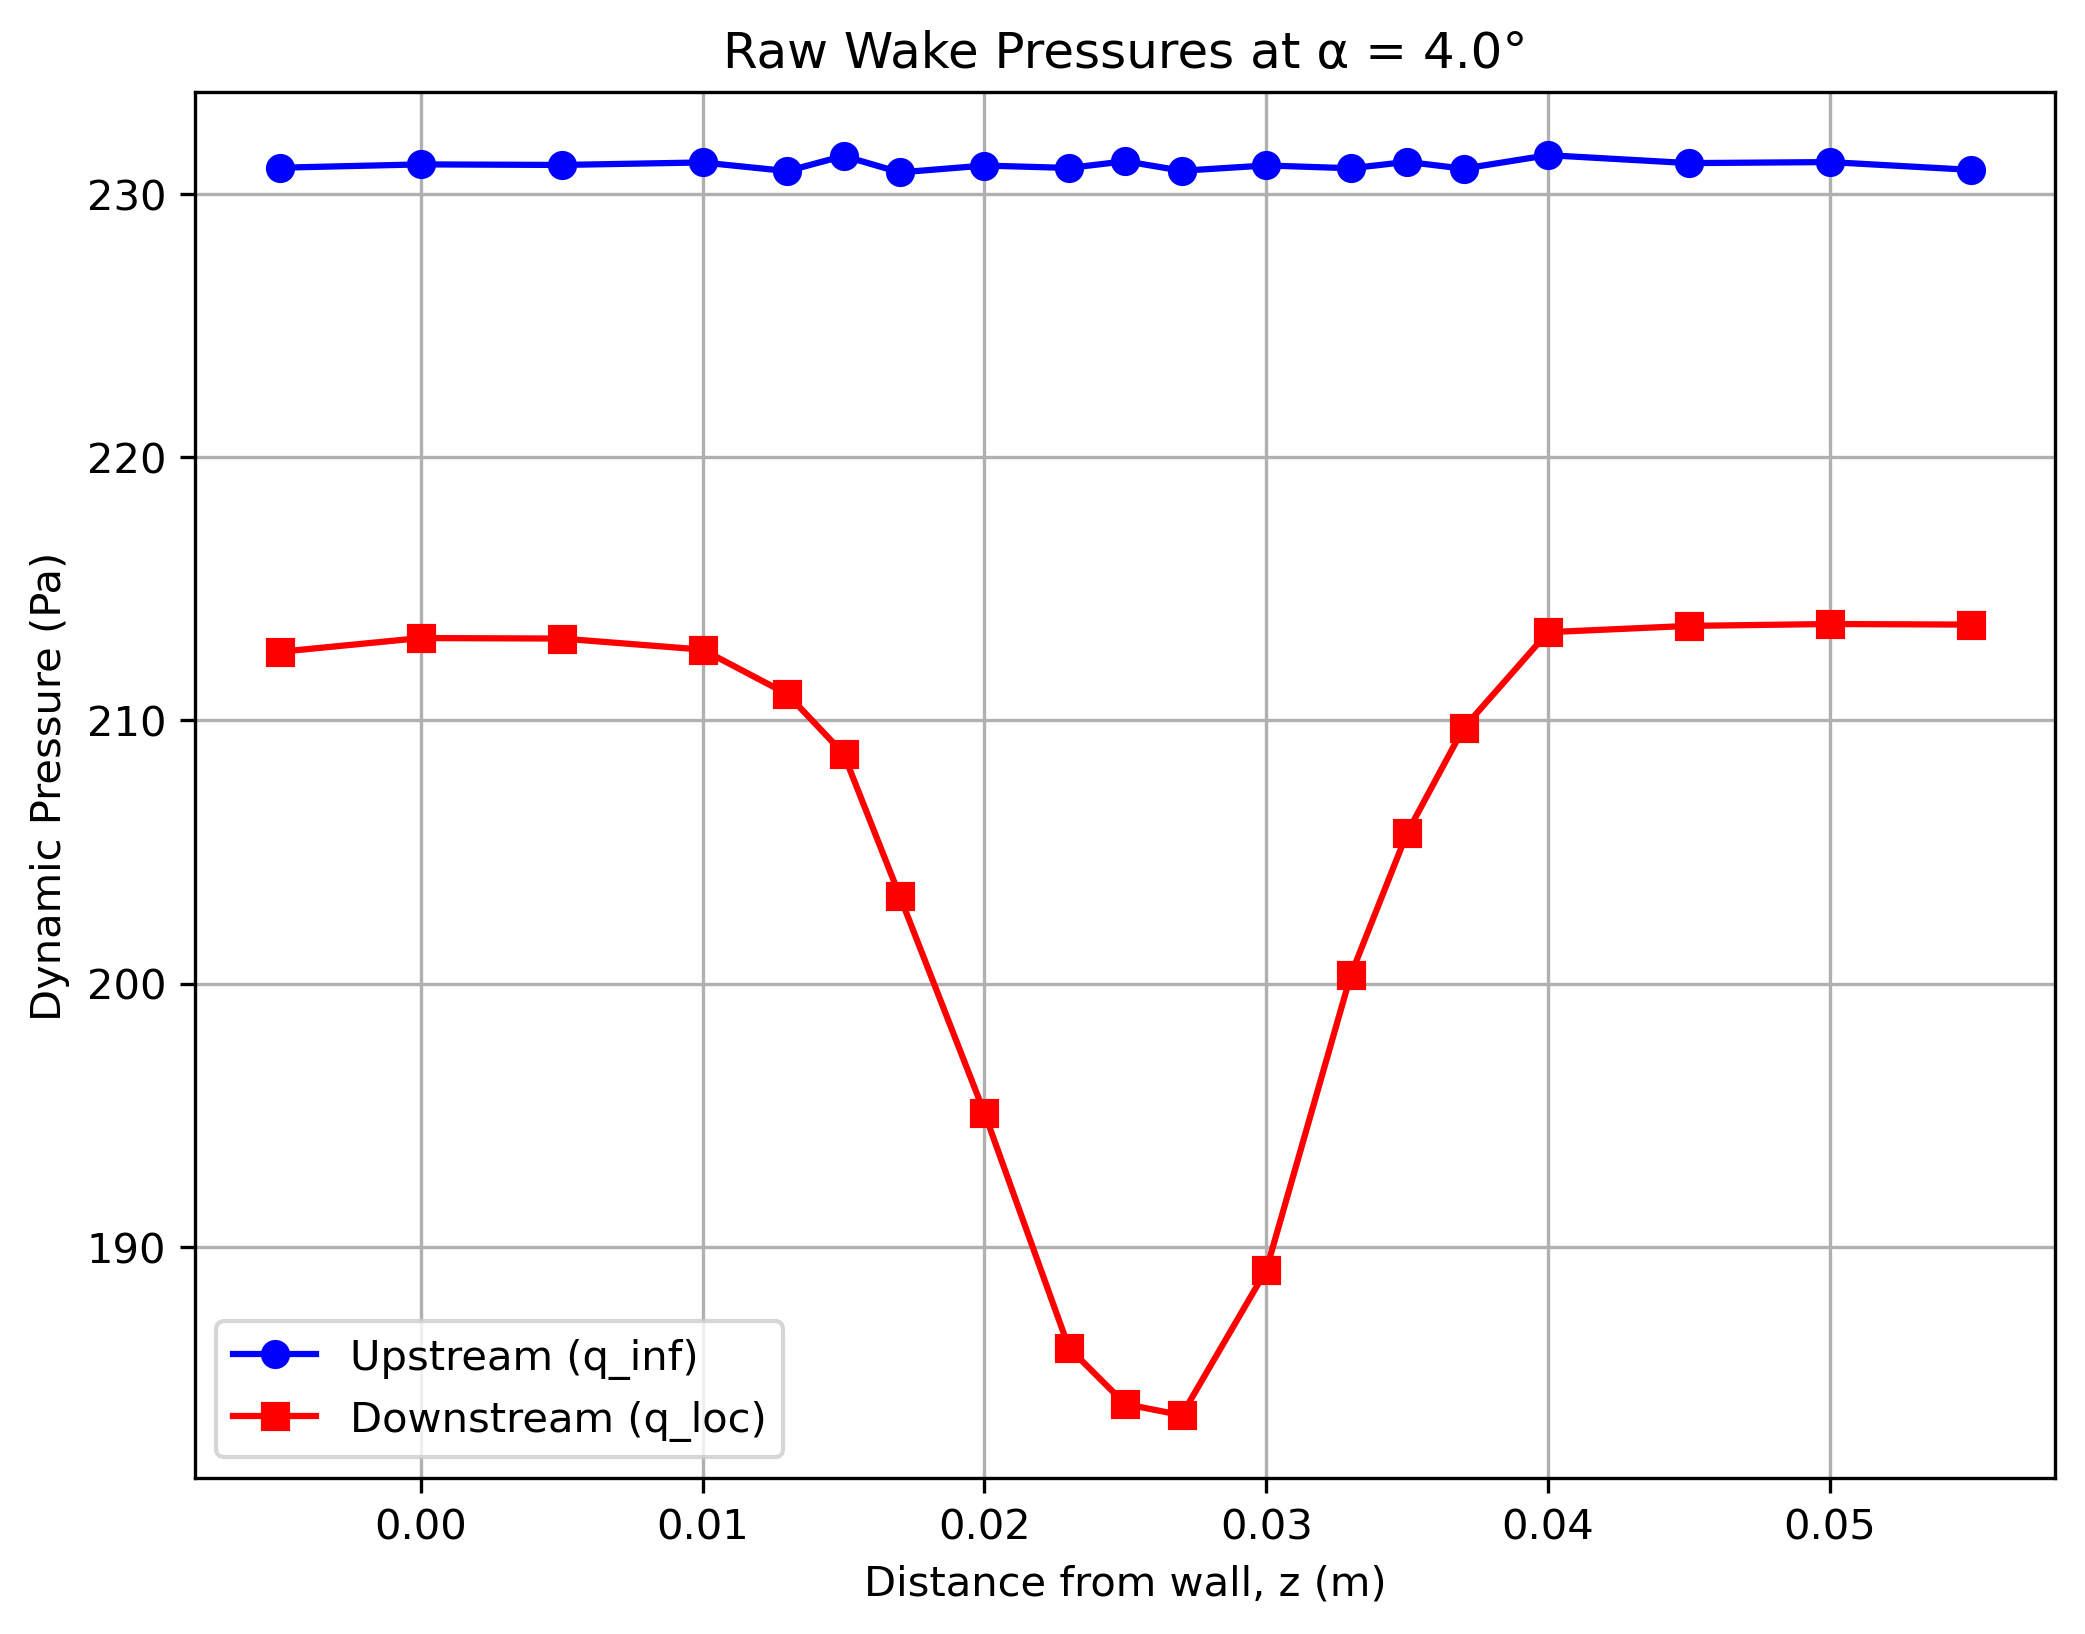 Raw Wake Pressures at α = 4.0°
Dynamic Pressure (Pa)
230
220
210
200
190
Upstream (q_inf)
Downstream (q_loc)
0.00 0.01 0.02 0.03 0.04 0.05
Distance from wall, z (m)